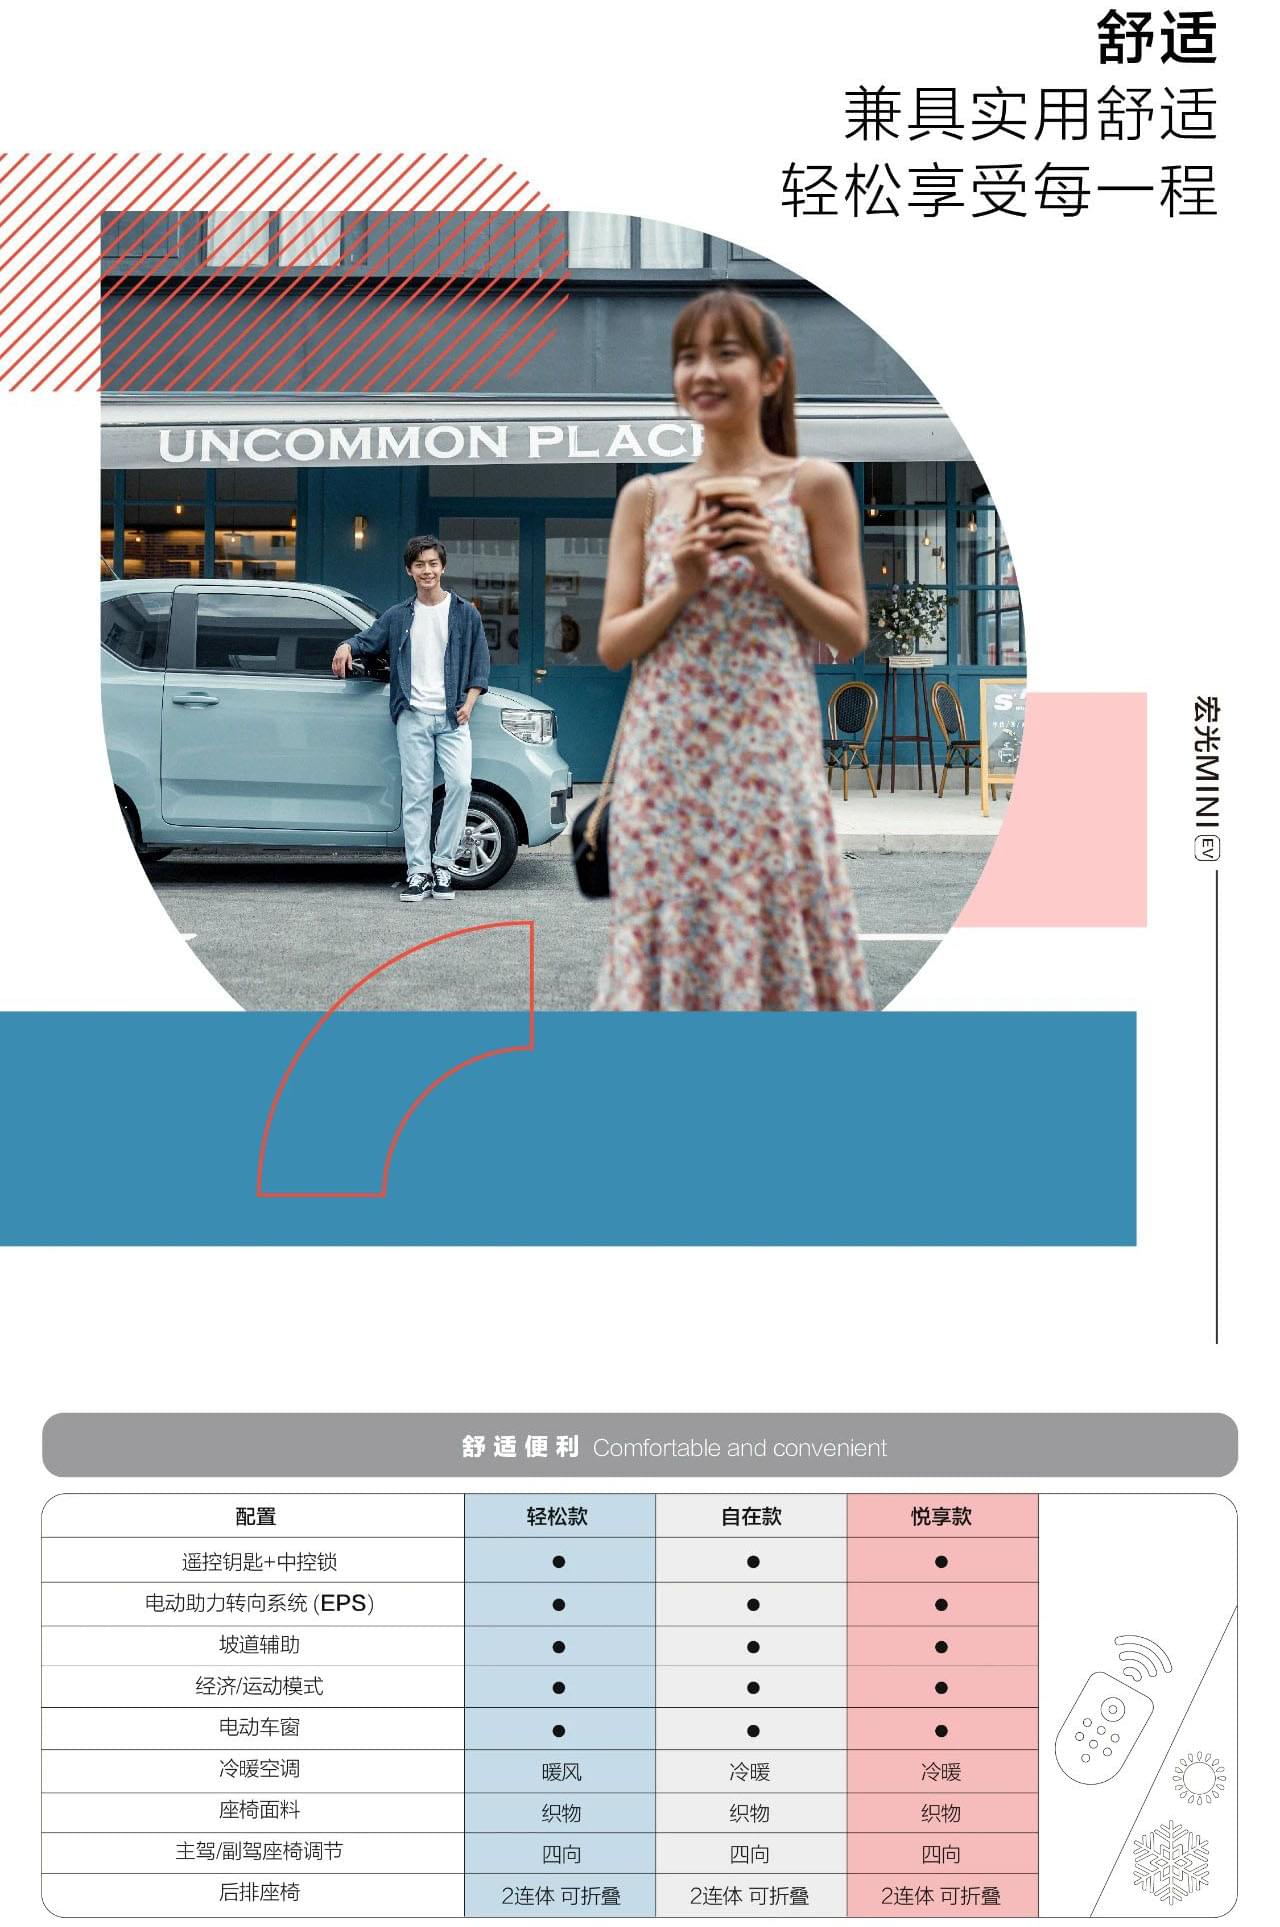 舒适
兼具实用舒适
轻松享受每一程
UNCOMMON PLAC
宏光MINI EV
舒适便利 Comfortable and convenient
配置 轻松款 自在款 悦享款
遥控钥匙+中控锁 ● ● ●
电动助力转向系统 (EPS) ● ● ●
坡道辅助 ● ● ●
经济/运动模式 ● ● ●
电动车窗 ● ● ●
冷暖空调 暖风 冷暖 冷暖
座椅面料 织物 织物 织物
主驾/副驾座椅调节 四向 四向 四向
后排座椅 2连体 可折叠 2连体 可折叠 2连体 可折叠